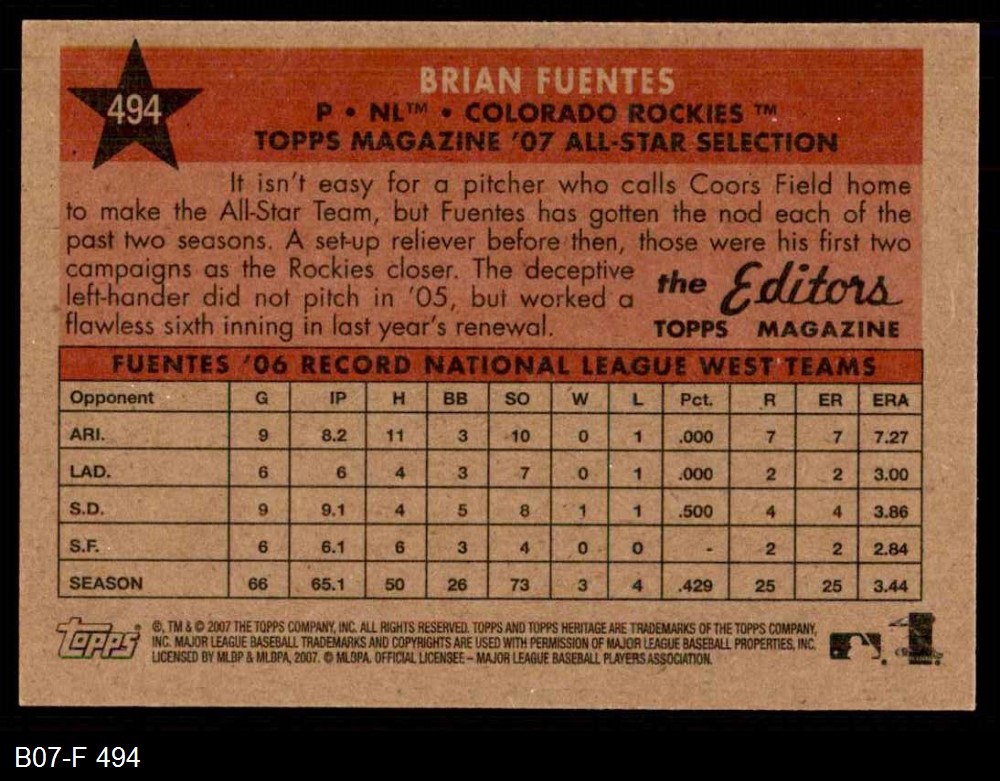 494
BRIAN FUENTES
P • NL™ • COLORADO ROCKIES ™
TOPPS MAGAZINE '07 ALL-STAR SELECTION
It isn't easy for a pitcher who calls Coors Field home
to make the All-Star Team, but Fuentes has gotten the nod each of the
past two seasons. A set-up reliever before then, those were his first two
campaigns as the Rockies closer. The deceptive
left-hander did not pitch in '05, but worked a
flawless sixth inning in last year's renewal.
the Editors
TOPPS MAGAZINE
FUENTES '06 RECORD NATIONAL LEAGUE WEST TEAMS
Opponent G IP H BB SO W L Pct. R ER ERA
ARI. 9 8.2 11 3 10 0 1 .000 7 7 7.27
LAD. 6 6 4 3 7 0 1 .000 2 2 3.00
S.D. 9 9.1 4 5 8 1 1 .500 4 4 3.86
S.F. 6 6.1 6 3 4 0 0 - 2 2 2.84
SEASON 66 65.1 50 26 73 3 4 .429 25 25 3.44
Topps®
®, TM & © 2007 THE TOPPS COMPANY, INC. ALL RIGHTS RESERVED. TOPPS AND TOPPS HERITAGE ARE TRADEMARKS OF THE TOPPS COMPANY,
INC. MAJOR LEAGUE BASEBALL TRADEMARKS AND COPYRIGHTS ARE USED WITH PERMISSION OF MAJOR LEAGUE BASEBALL PROPERTIES, INC.
LICENSED BY MLBP & MLBPA, 2007. © MLBPA. OFFICIAL LICENSEE – MAJOR LEAGUE BASEBALL PLAYERS ASSOCIATION.
B07-F 494